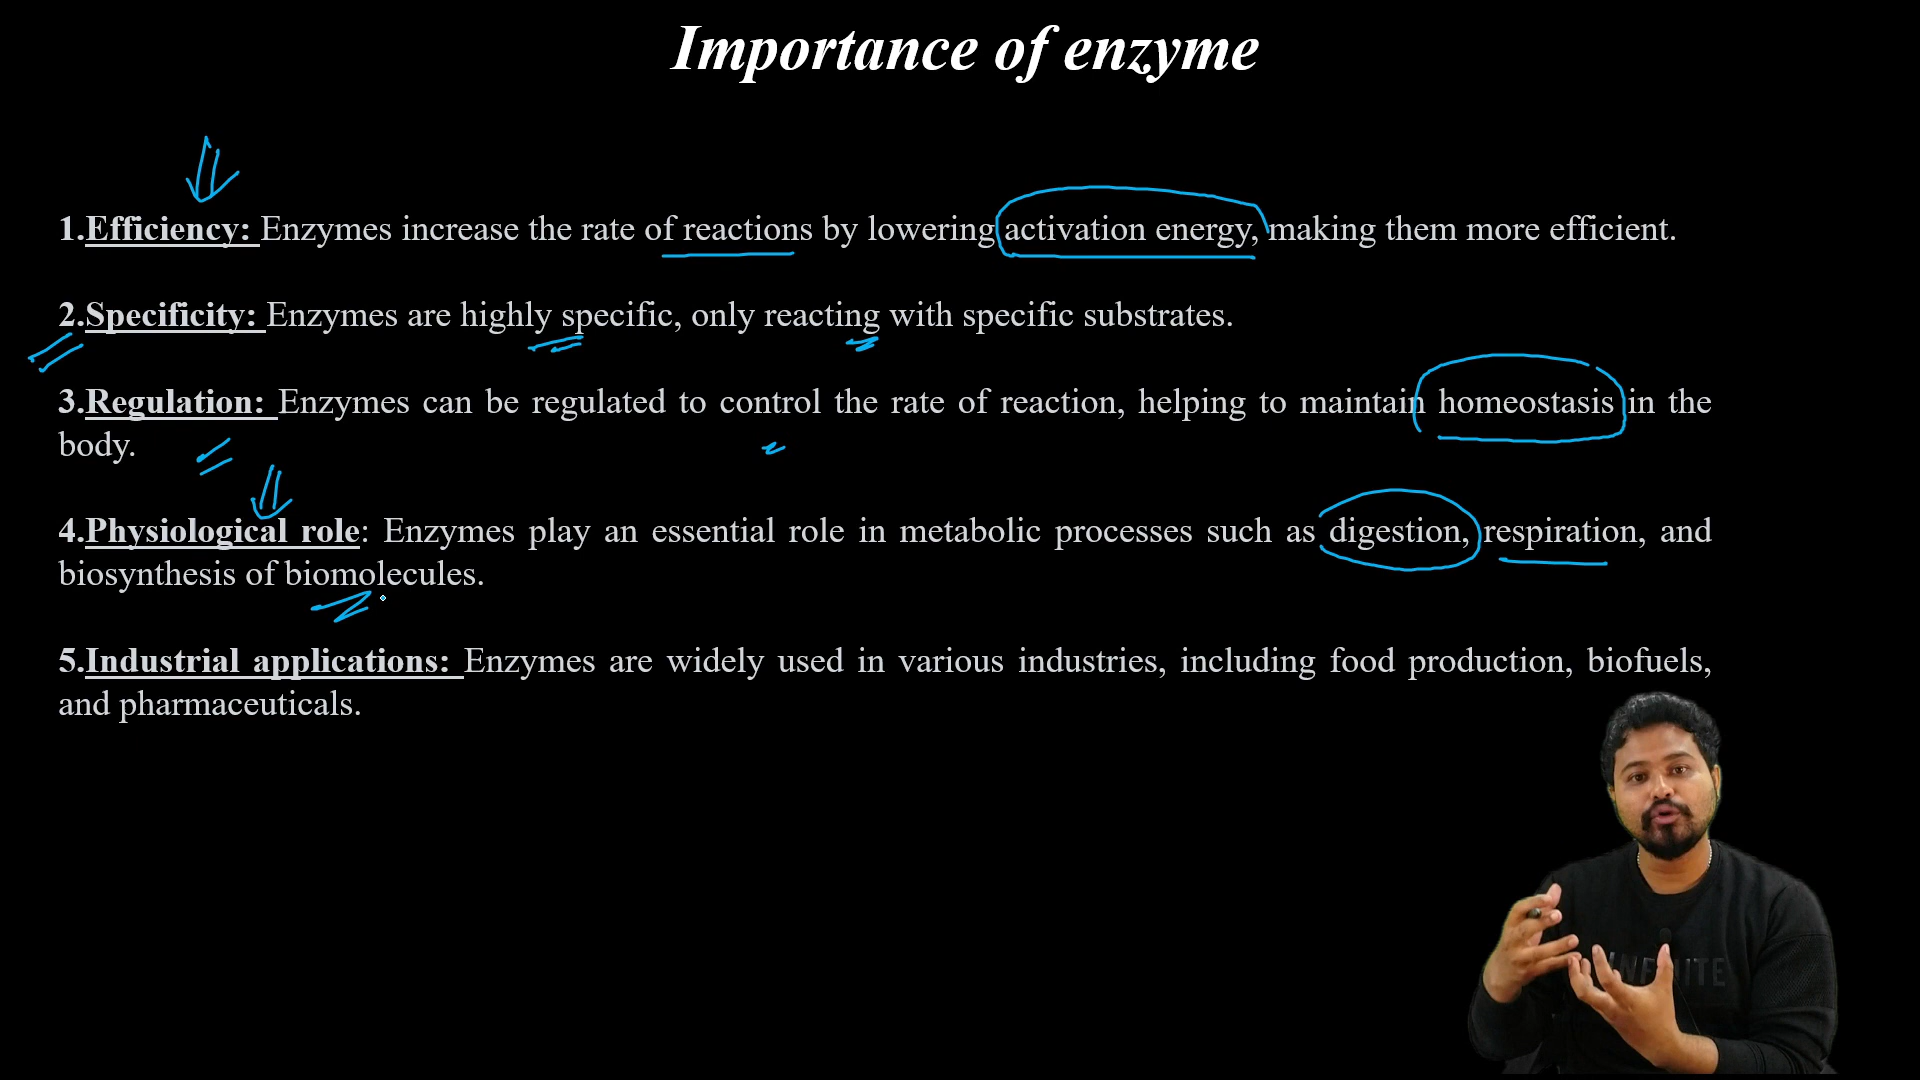 Importance of enzyme
1.Efficiency: Enzymes increase the rate of reactions by lowering activation energy, making them more efficient.
2.Specificity: Enzymes are highly specific, only reacting with specific substrates.
3.Regulation: Enzymes can be regulated to control the rate of reaction, helping to maintain homeostasis in the
body.
4.Physiological role: Enzymes play an essential role in metabolic processes such as digestion, respiration, and
biosynthesis of biomolecules.
5.Industrial applications: Enzymes are widely used in various industries, including food production, biofuels,
and pharmaceuticals.